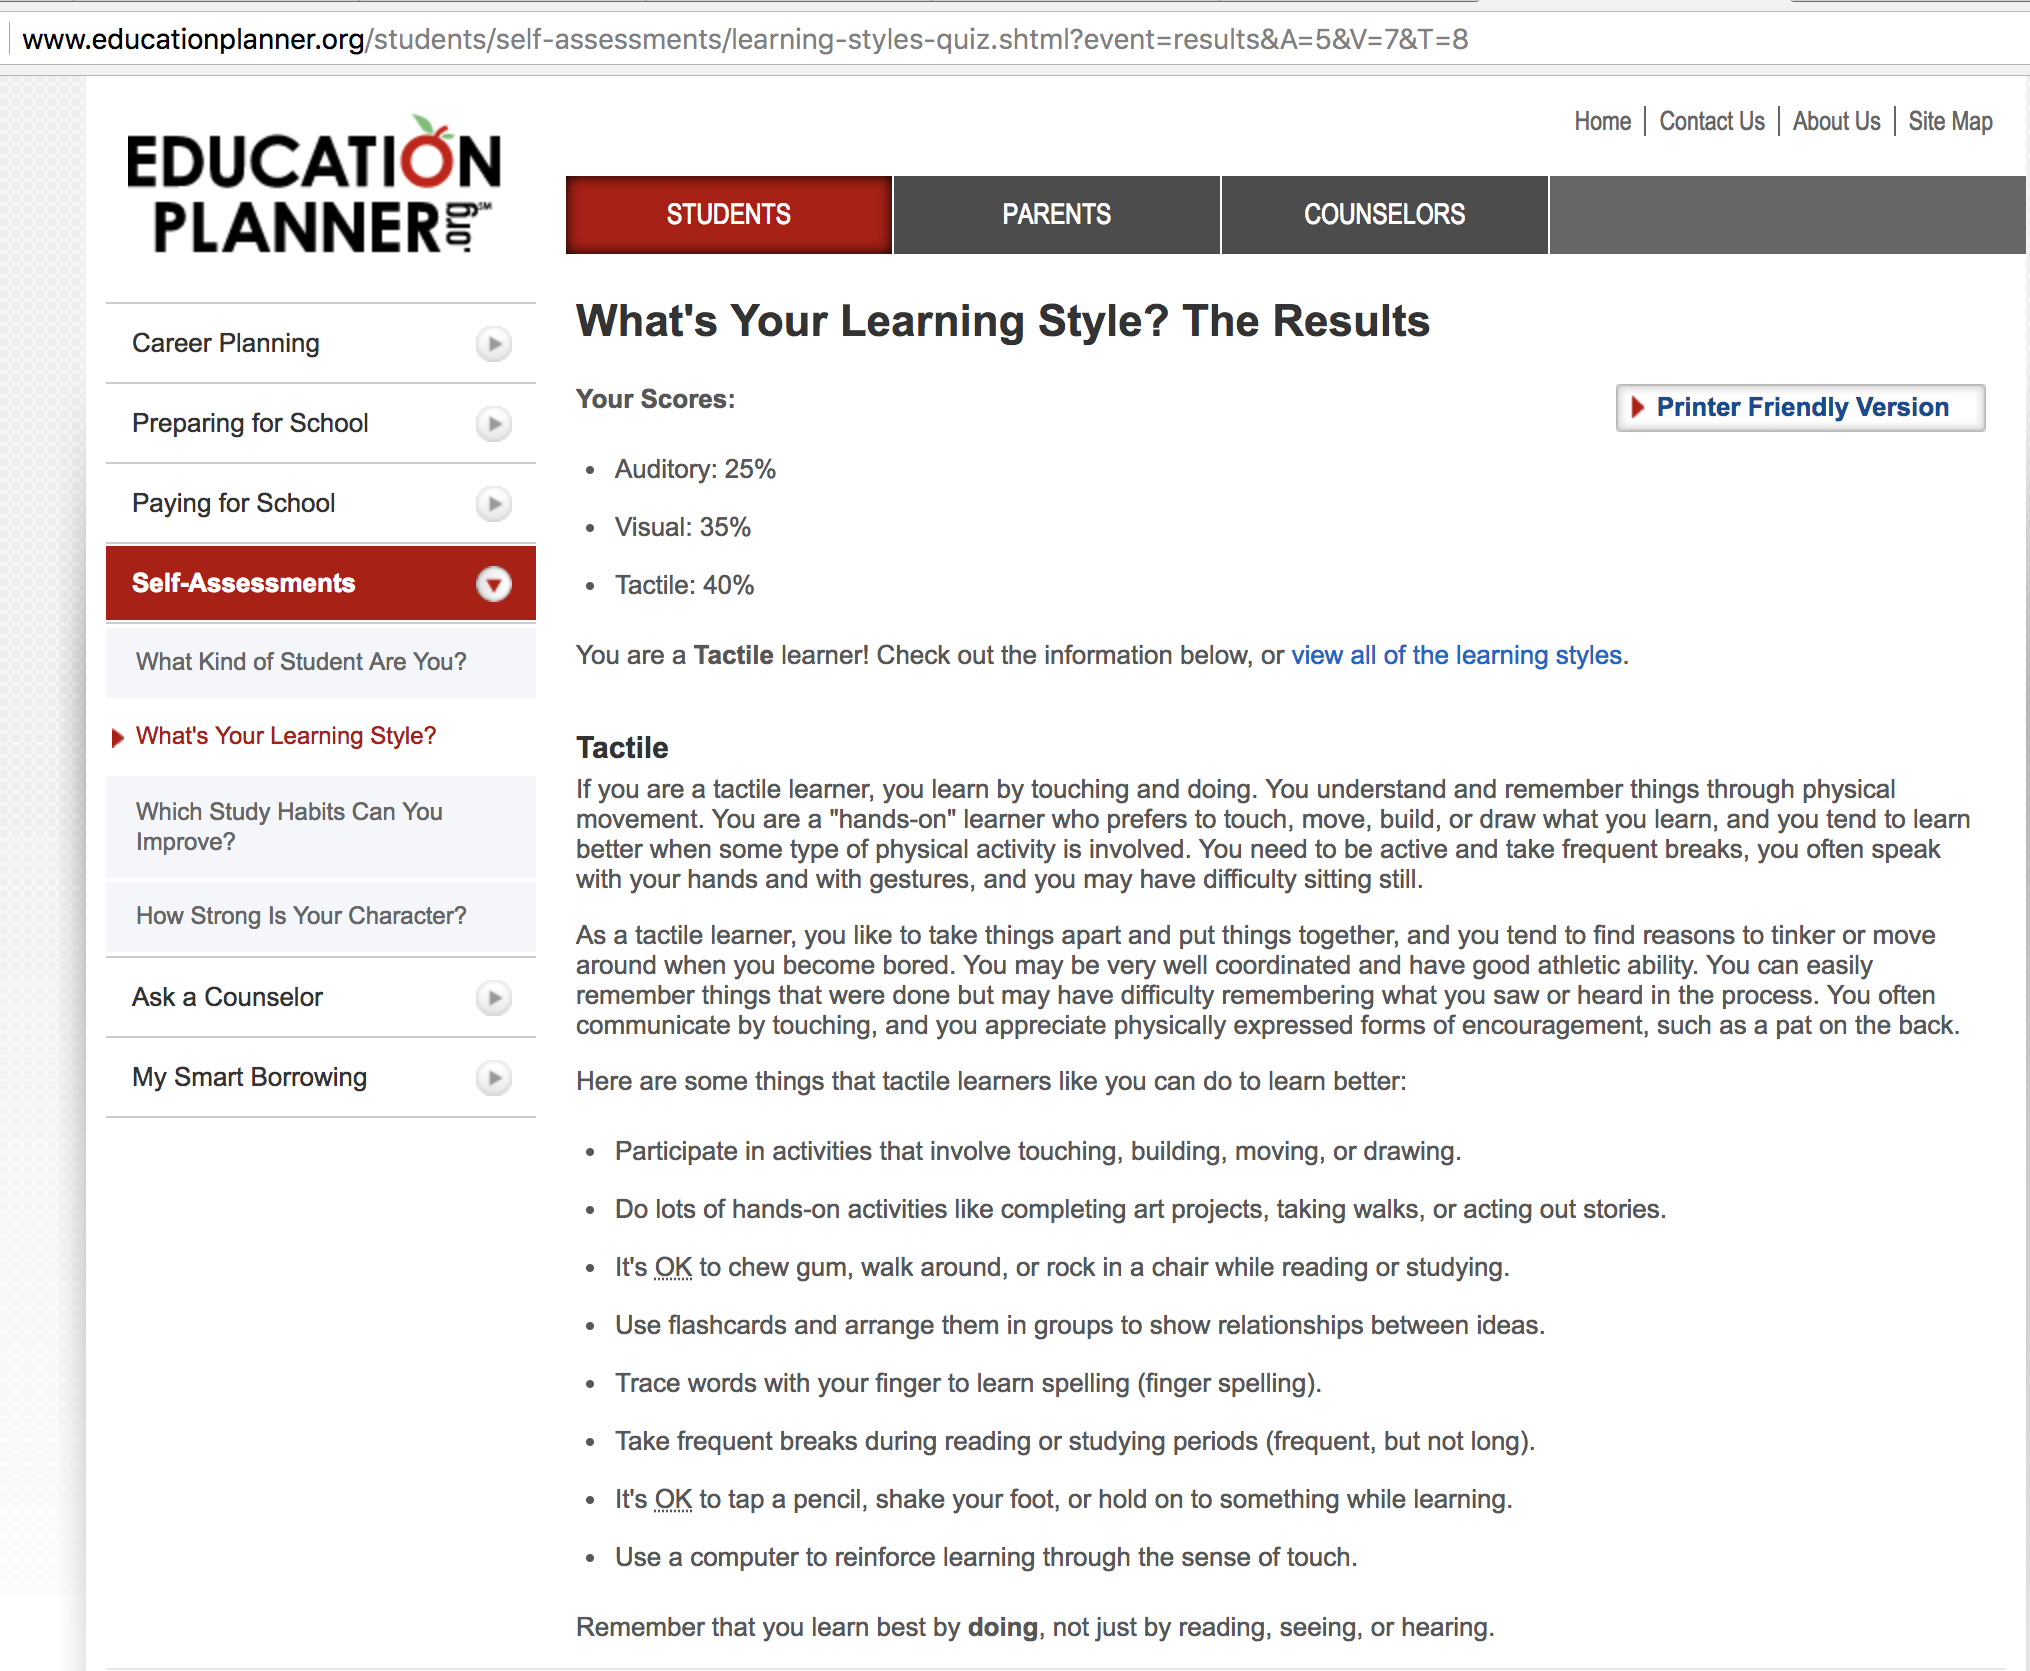 www.educationplanner.org/students/self-assessments/learning-styles-quiz.shtml?event=results&A=5&V=7&T=8
Home | Contact Us | About Us | Site Map
EDUCATION
PLANNER.org℠
STUDENTS PARENTS COUNSELORS
Career Planning
Preparing for School
Paying for School
Self-Assessments
What Kind of Student Are You?
What's Your Learning Style?
Which Study Habits Can You
Improve?
How Strong Is Your Character?
Ask a Counselor
My Smart Borrowing
What's Your Learning Style? The Results
Your Scores:
Printer Friendly Version
• Auditory: 25%
• Visual: 35%
• Tactile: 40%
You are a Tactile learner! Check out the information below, or view all of the learning styles.
Tactile
If you are a tactile learner, you learn by touching and doing. You understand and remember things through physical
movement. You are a "hands-on" learner who prefers to touch, move, build, or draw what you learn, and you tend to learn
better when some type of physical activity is involved. You need to be active and take frequent breaks, you often speak
with your hands and with gestures, and you may have difficulty sitting still.
As a tactile learner, you like to take things apart and put things together, and you tend to find reasons to tinker or move
around when you become bored. You may be very well coordinated and have good athletic ability. You can easily
remember things that were done but may have difficulty remembering what you saw or heard in the process. You often
communicate by touching, and you appreciate physically expressed forms of encouragement, such as a pat on the back.
Here are some things that tactile learners like you can do to learn better:
• Participate in activities that involve touching, building, moving, or drawing.
• Do lots of hands-on activities like completing art projects, taking walks, or acting out stories.
• It's OK to chew gum, walk around, or rock in a chair while reading or studying.
• Use flashcards and arrange them in groups to show relationships between ideas.
• Trace words with your finger to learn spelling (finger spelling).
• Take frequent breaks during reading or studying periods (frequent, but not long).
• It's OK to tap a pencil, shake your foot, or hold on to something while learning.
• Use a computer to reinforce learning through the sense of touch.
Remember that you learn best by doing, not just by reading, seeing, or hearing.